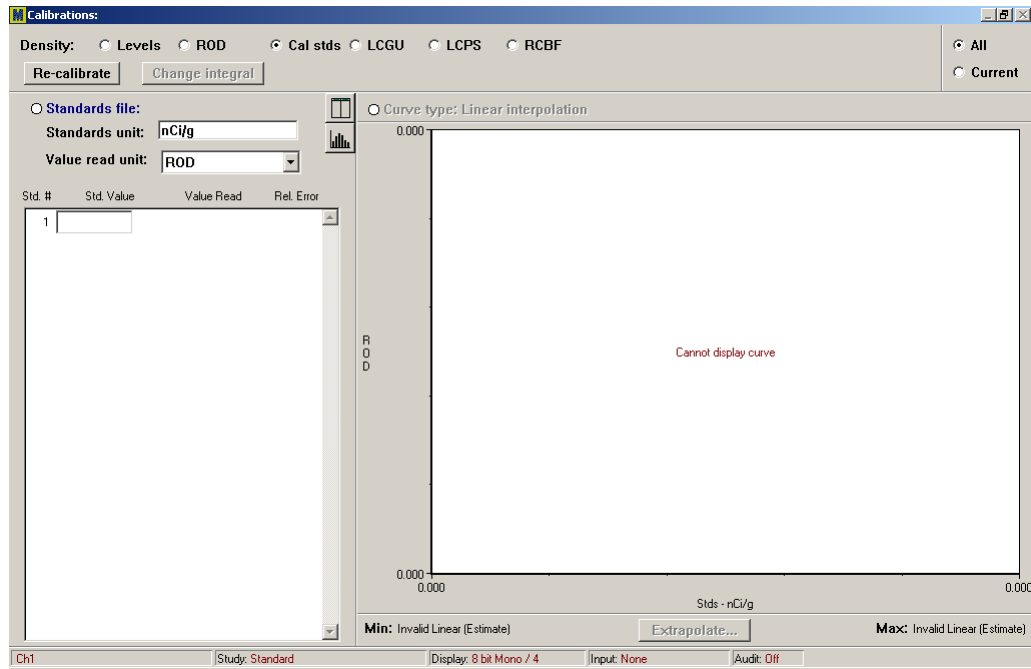 M Calibrations:
Density: Levels ROD Cal stds LCGU LCPS RCBF All
Re-calibrate Change integral Current
Standards file:
Standards unit: nCi/g
Value read unit: ROD
Std. # Std. Value Value Read Rel. Error
1
Curve type: Linear interpolation
0.000
ROD
Cannot display curve
0.000
0.000 0.000
Stds - nCi/g
Min: Invalid Linear (Estimate) Extrapolate... Max: Invalid Linear (Estimate)
Ch1 Study: Standard Display: 8 bit Mono / 4 Input: None Audit: Off